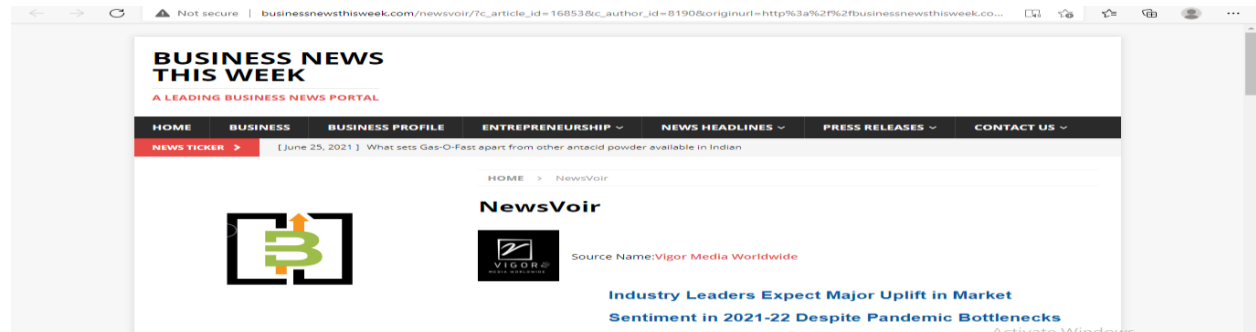 Not secure | businessnewsthisweek.com/newsvoir/?c_article_id=16853&c_author_id=8190&originurl=http%3a%2f%2fbusinessnewsthisweek.co...
BUSINESS NEWS
THIS WEEK
A LEADING BUSINESS NEWS PORTAL
HOME BUSINESS BUSINESS PROFILE ENTREPRENEURSHIP NEWS HEADLINES PRESS RELEASES CONTACT US
NEWS TICKER [ June 25, 2021 ] What sets Gas-O-Fast apart from other antacid powder available in Indian
HOME > NewsVoir
NewsVoir
B
VIGOR
MEDIA WORLDWIDE
Source Name:Vigor Media Worldwide
Industry Leaders Expect Major Uplift in Market
Sentiment in 2021-22 Despite Pandemic Bottlenecks
Activate Windows